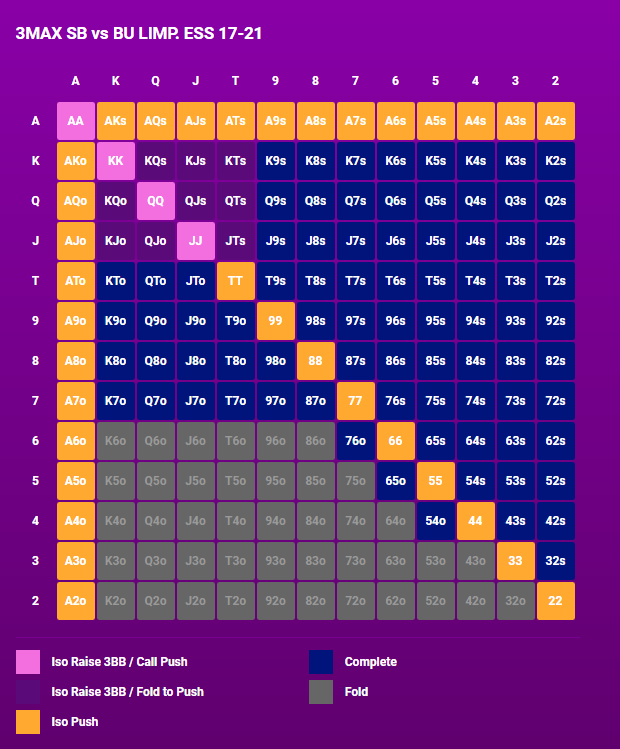 3MAX SB vs BU LIMP. ESS 17-21
A K Q J T 9 8 7 6 5 4 3 2
A AA AKs AQs AJs ATs A9s A8s A7s A6s A5s A4s A3s A2s
K AKo KK KQs KJs KTs K9s K8s K7s K6s K5s K4s K3s K2s
Q AQo KQo QQ QJs QTs Q9s Q8s Q7s Q6s Q5s Q4s Q3s Q2s
J AJo KJo QJo JJ JTs J9s J8s J7s J6s J5s J4s J3s J2s
T ATo KTo QTo JTo TT T9s T8s T7s T6s T5s T4s T3s T2s
9 A9o K9o Q9o J9o T9o 99 98s 97s 96s 95s 94s 93s 92s
8 A8o K8o Q8o J8o T8o 98o 88 87s 86s 85s 84s 83s 82s
7 A7o K7o Q7o J7o T7o 97o 87o 77 76s 75s 74s 73s 72s
6 A6o K6o Q6o J6o T6o 96o 86o 76o 66 65s 64s 63s 62s
5 A5o K5o Q5o J5o T5o 95o 85o 75o 65o 55 54s 53s 52s
4 A4o K4o Q4o J4o T4o 94o 84o 74o 64o 54o 44 43s 42s
3 A3o K3o Q3o J3o T3o 93o 83o 73o 63o 53o 43o 33 32s
2 A2o K2o Q2o J2o T2o 92o 82o 72o 62o 52o 42o 32o 22
Iso Raise 3BB / Call Push Complete
Iso Raise 3BB / Fold to Push Fold
Iso Push